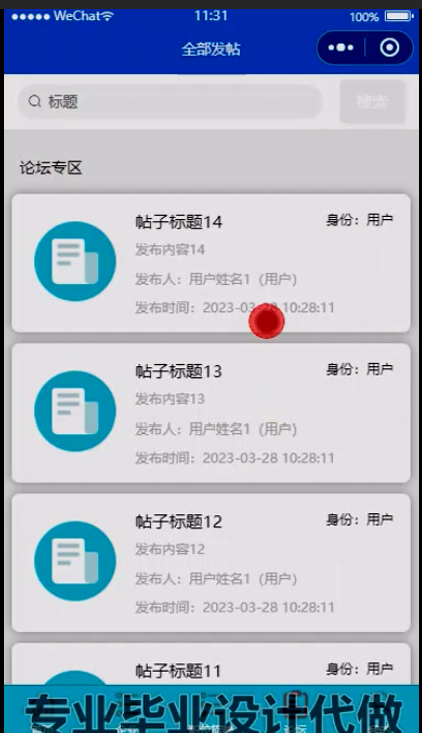 WeChat 11:31 100%
全部发帖
标题 搜索
论坛专区
帖子标题14 身份：用户
发布内容14
发布人：用户姓名1（用户）
发布时间：2023-03-28 10:28:11
帖子标题13 身份：用户
发布内容13
发布人：用户姓名1（用户）
发布时间：2023-03-28 10:28:11
帖子标题12 身份：用户
发布内容12
发布人：用户姓名1（用户）
发布时间：2023-03-28 10:28:11
帖子标题11 身份：用户
专业毕业设计代做